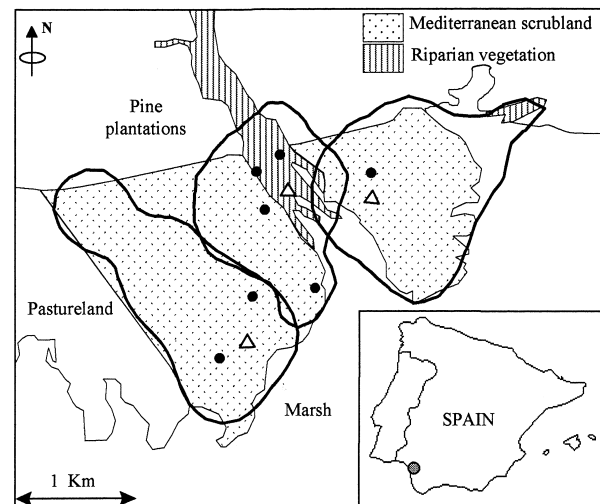 N
Mediterranean scrubland
Riparian vegetation
Pine
plantations
Pastureland
Marsh
SPAIN
1 Km